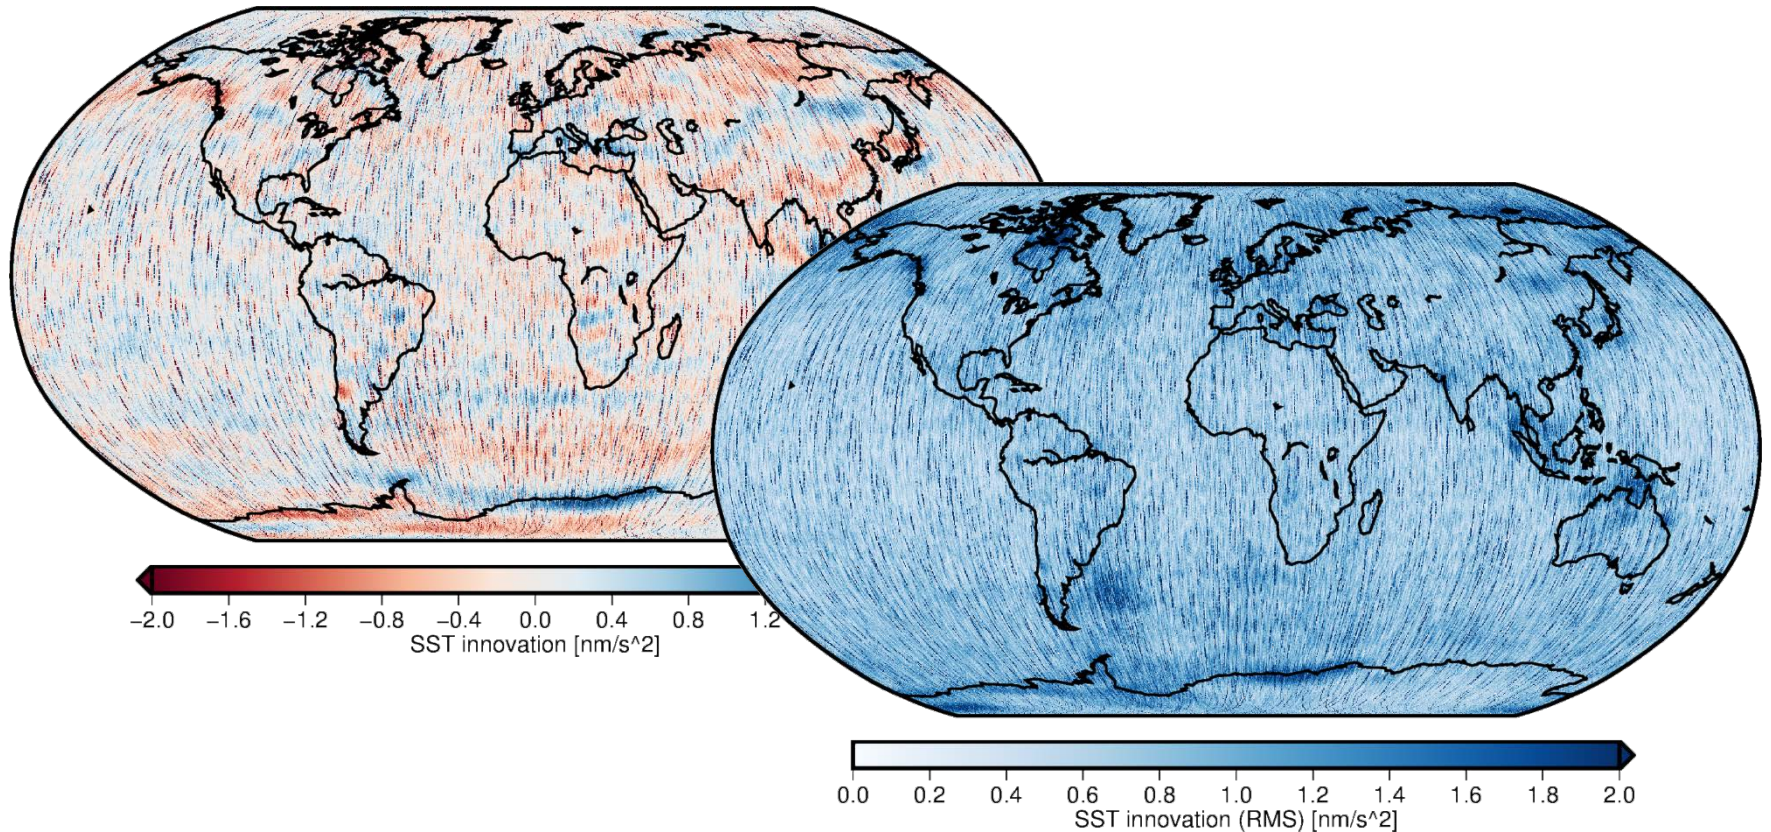 −2.0 −1.6 −1.2 −0.8 −0.4 0.0 0.4 0.8 1.2
SST innovation [nm/s^2]
0.0 0.2 0.4 0.6 0.8 1.0 1.2 1.4 1.6 1.8 2.0
SST innovation (RMS) [nm/s^2]